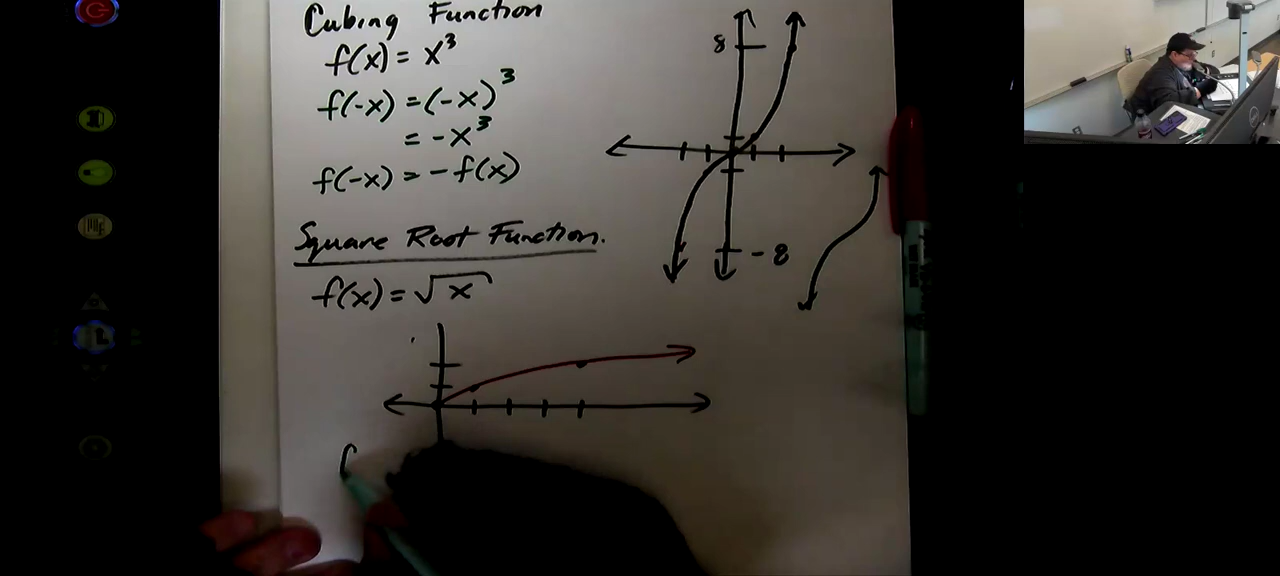 Cubing Function
f(x) = x³
f(-x) = (-x)³
= -x³
f(-x) = -f(x)
8
-8
Square Root Function.
f(x) = √x